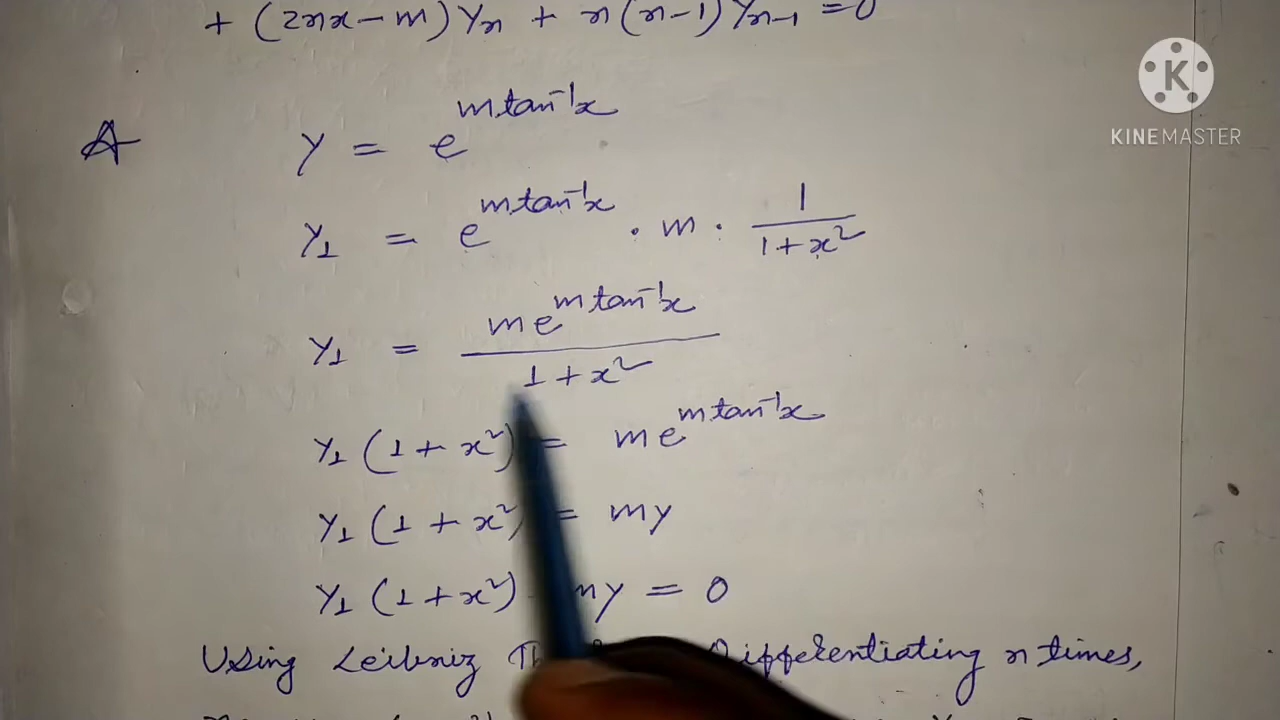 + (2nx - m) Yn + n(n-1) Yn-1 = 0
A
y = e^(m tan⁻¹x)
y₁ = e^(m tan⁻¹x) · m · 1/(1+x²)
y₁ = me^(m tan⁻¹x)/(1+x²)
y₁ (1 + x²) = me^(m tan⁻¹x)
y₁ (1 + x²) = my
y₁ (1 + x²) my = 0
Using Leibniz Differentiating n times,
KINEMASTER